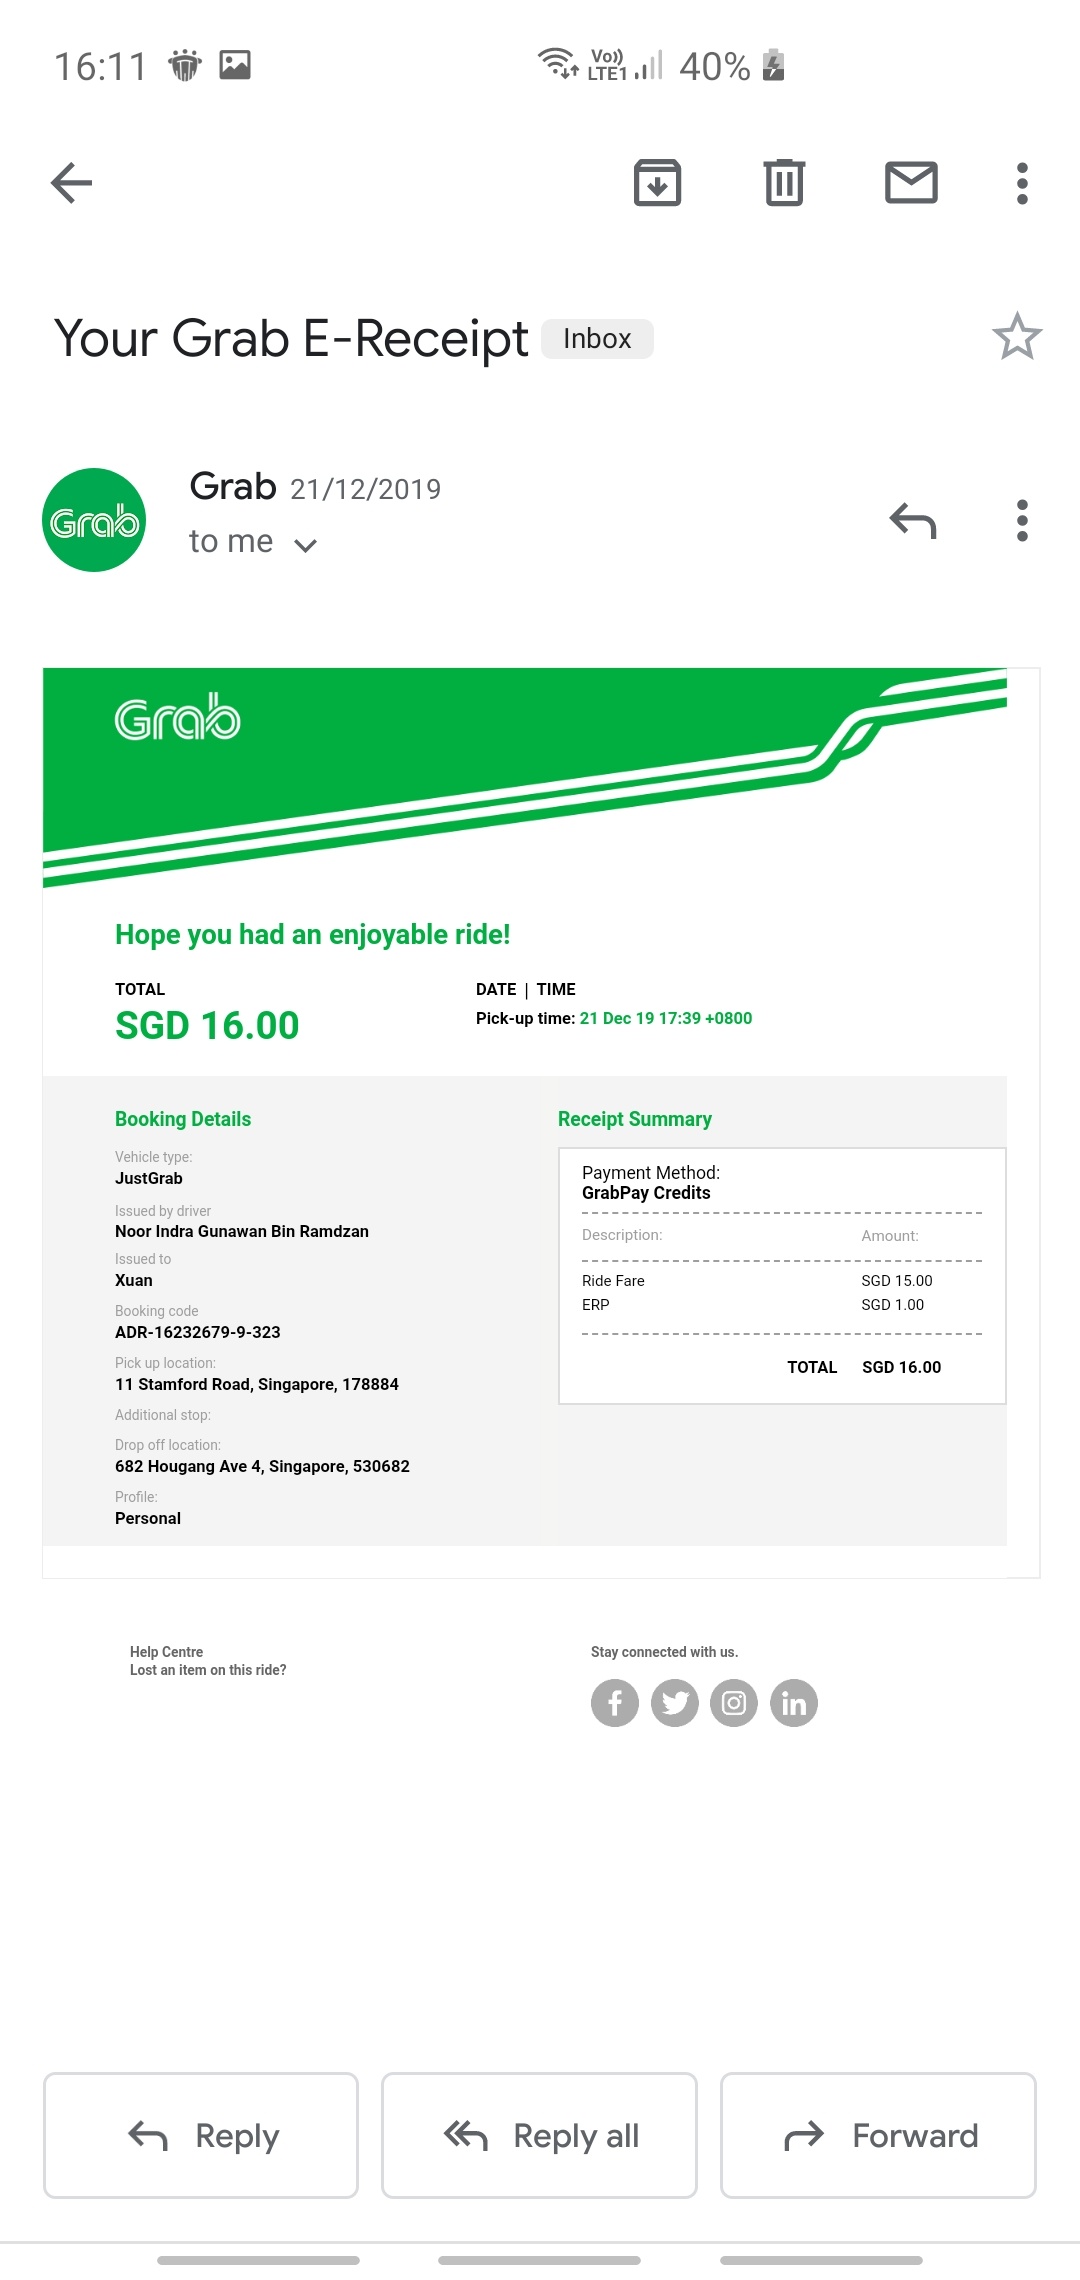 16:11
Vo)) LTE1 40%
Your Grab E-Receipt Inbox
Grab
Grab 21/12/2019
to me
Grab
Hope you had an enjoyable ride!
TOTAL
SGD 16.00
DATE | TIME
Pick-up time: 21 Dec 19 17:39 +0800
Booking Details
Vehicle type:
JustGrab
Issued by driver
Noor Indra Gunawan Bin Ramdzan
Issued to
Xuan
Booking code
ADR-16232679-9-323
Pick up location:
11 Stamford Road, Singapore, 178884
Additional stop:
Drop off location:
682 Hougang Ave 4, Singapore, 530682
Profile:
Personal
Receipt Summary
Payment Method:
GrabPay Credits
Description: Amount:
Ride Fare SGD 15.00
ERP SGD 1.00
TOTAL SGD 16.00
Help Centre
Lost an item on this ride?
Stay connected with us.
Reply
Reply all
Forward